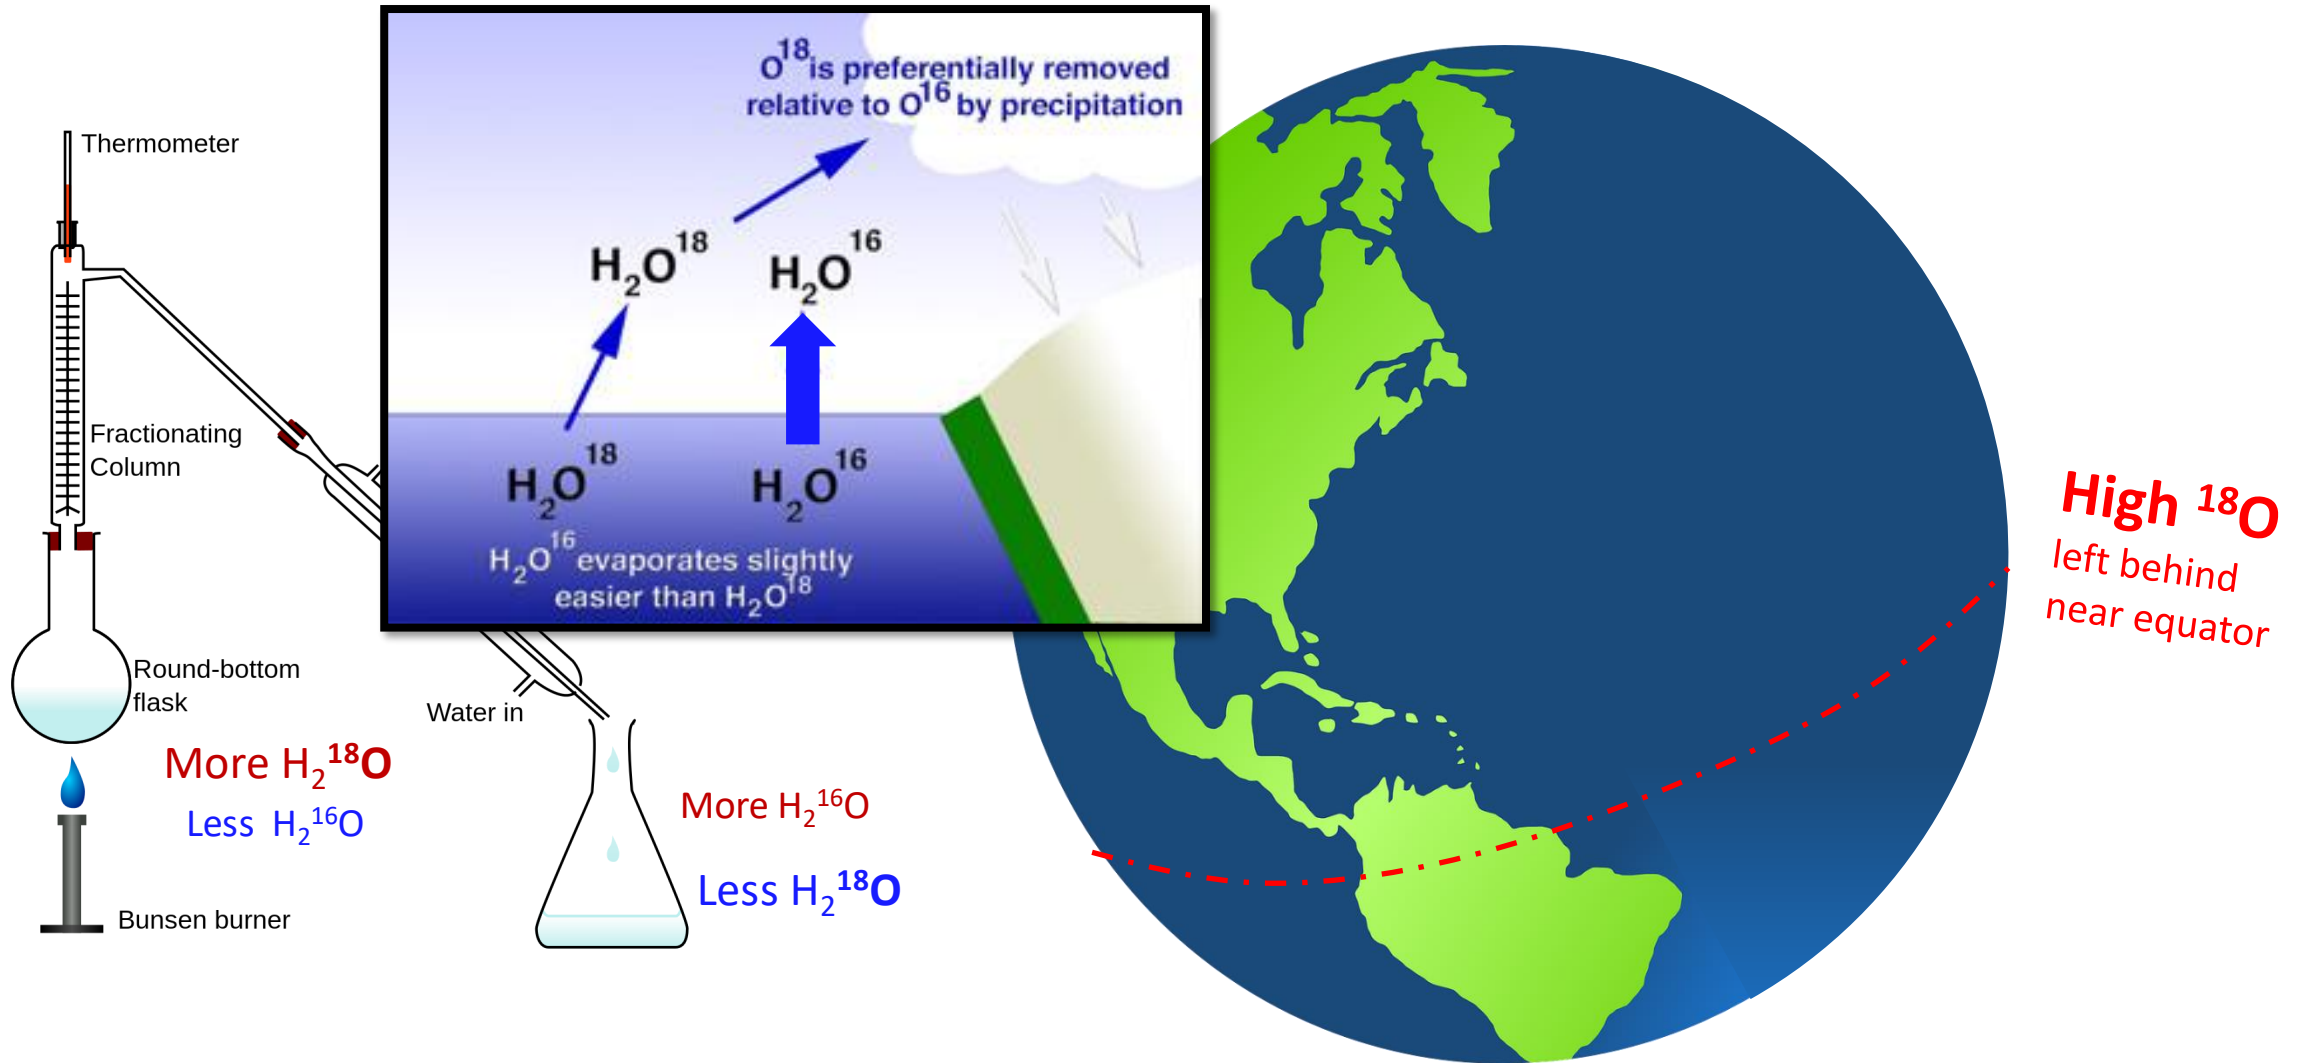 Thermometer
Fractionating
Column
Round-bottom
flask
More H₂¹⁸O
Less H₂¹⁶O
Bunsen burner
Water in
More H₂¹⁶O
Less H₂¹⁸O
O¹⁸ is preferentially removed
relative to O¹⁶ by precipitation
H₂O¹⁸
H₂O¹⁶
H₂O¹⁸
H₂O¹⁶
H₂O¹⁶ evaporates slightly
easier than H₂O¹⁸
High ¹⁸O
left behind
near equator